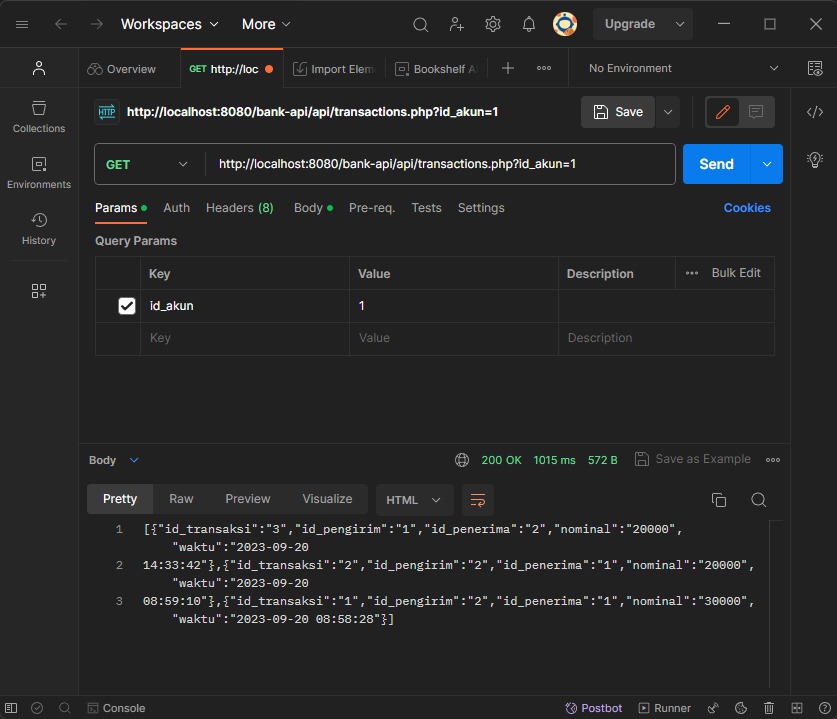 Workspaces More Upgrade
Overview GET http://loc Import Elem Bookshelf A No Environment
HTTP http://localhost:8080/bank-api/api/transactions.php?id_akun=1 Save
Collections
GET http://localhost:8080/bank-api/api/transactions.php?id_akun=1 Send
Environments
Params Auth Headers (8) Body Pre-req. Tests Settings Cookies
History
Query Params
Key Value Description Bulk Edit
id_akun 1
Key Value Description
Body 200 OK 1015 ms 572 B Save as Example
Pretty Raw Preview Visualize HTML
1 [{"id_transaksi":"3","id_pengirim":"1","id_penerima":"2","nominal":"20000",
"waktu":"2023-09-20
2 14:33:42"},{"id_transaksi":"2","id_pengirim":"2","id_penerima":"1","nominal":"20000",
"waktu":"2023-09-20
3 08:59:10"},{"id_transaksi":"1","id_pengirim":"2","id_penerima":"1","nominal":"30000",
"waktu":"2023-09-20 08:58:28"}]
Console Postbot Runner